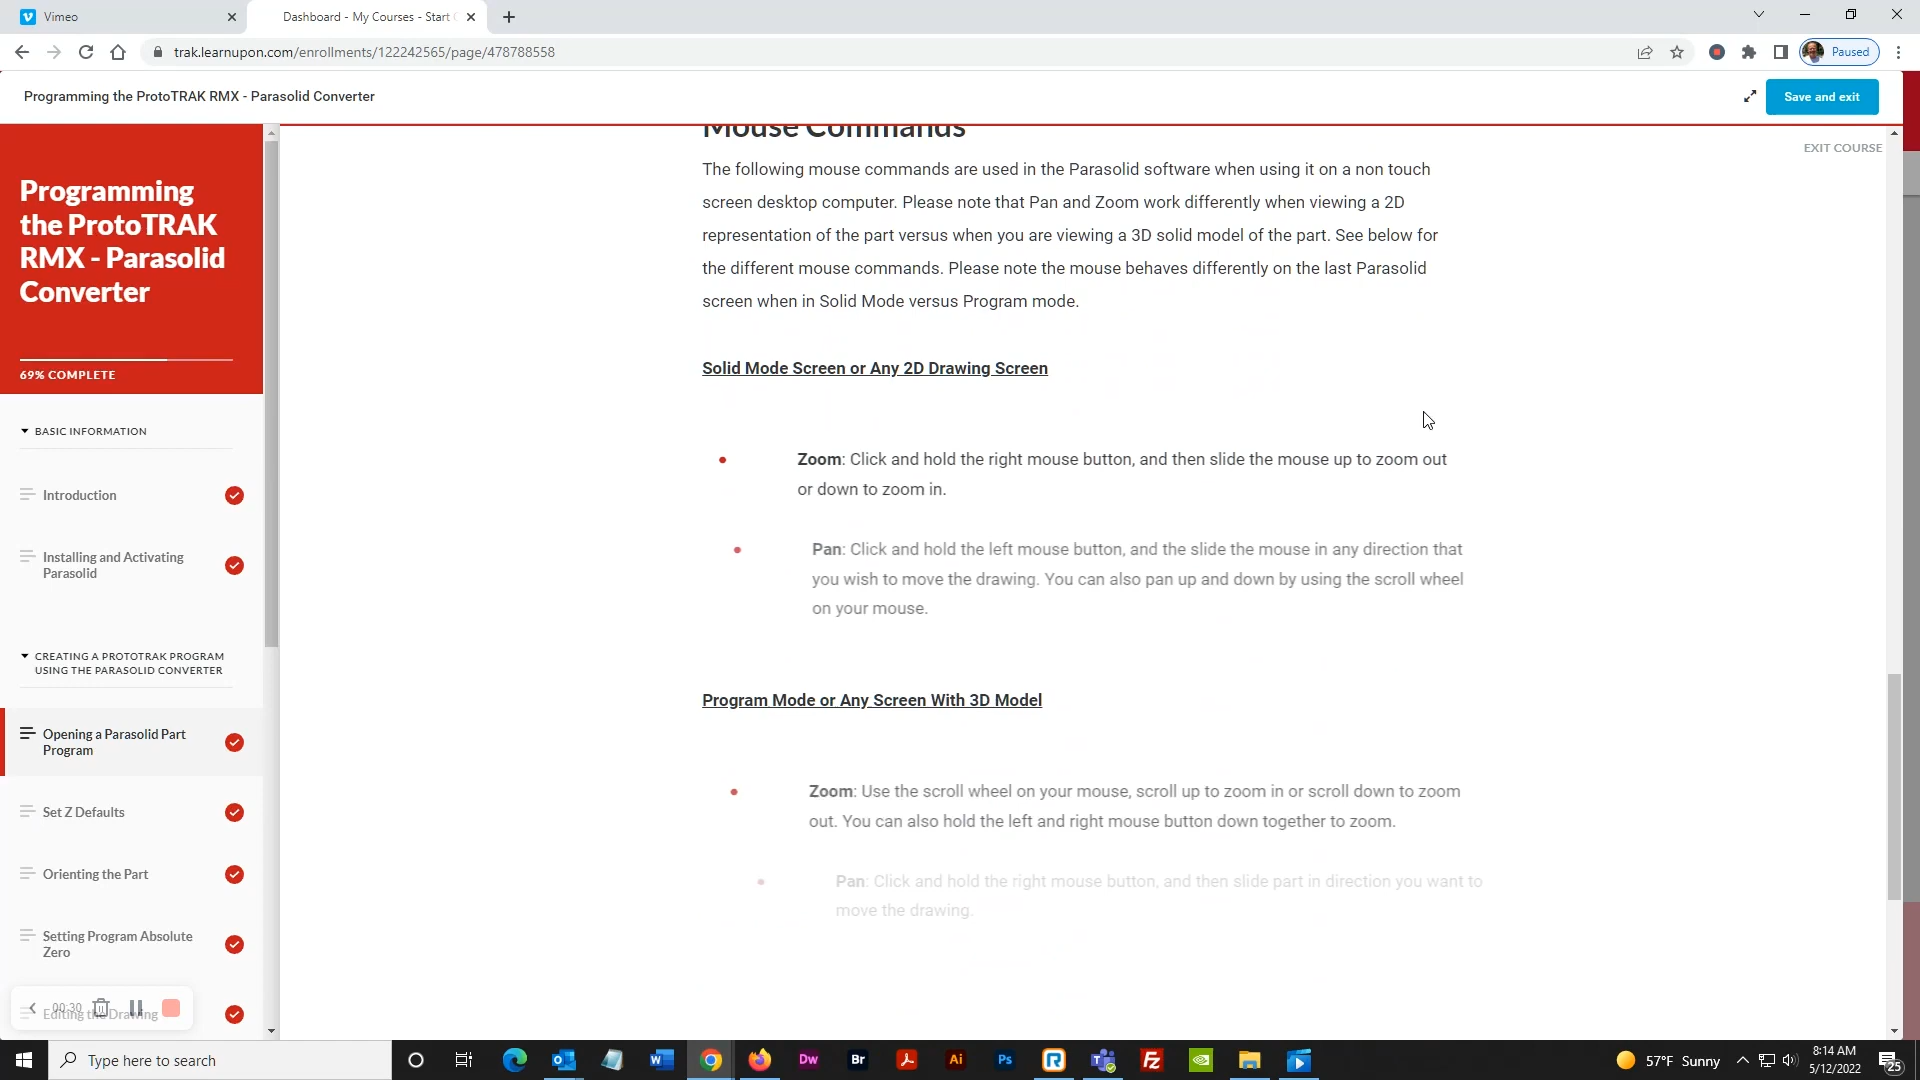 Vimeo
Dashboard - My Courses - Start
trak.learnupon.com/enrollments/122242565/page/478788558
Paused
Programming the ProtoTRAK RMX - Parasolid Converter
Save and exit
EXIT COURSE
Programming
the ProtoTRAK
RMX - Parasolid
Converter
69% COMPLETE
BASIC INFORMATION
Introduction
Installing and Activating
Parasolid
CREATING A PROTOTRAK PROGRAM
USING THE PARASOLID CONVERTER
Opening a Parasolid Part
Program
Set Z Defaults
Orienting the Part
Setting Program Absolute
Zero
Editing the Drawing
00:30
Mouse Commands
The following mouse commands are used in the Parasolid software when using it on a non touch
screen desktop computer. Please note that Pan and Zoom work differently when viewing a 2D
representation of the part versus when you are viewing a 3D solid model of the part. See below for
the different mouse commands. Please note the mouse behaves differently on the last Parasolid
screen when in Solid Mode versus Program mode.
Solid Mode Screen or Any 2D Drawing Screen
Zoom: Click and hold the right mouse button, and then slide the mouse up to zoom out
or down to zoom in.
Pan: Click and hold the left mouse button, and the slide the mouse in any direction that
you wish to move the drawing. You can also pan up and down by using the scroll wheel
on your mouse.
Program Mode or Any Screen With 3D Model
Zoom: Use the scroll wheel on your mouse, scroll up to zoom in or scroll down to zoom
out. You can also hold the left and right mouse button down together to zoom.
Pan: Click and hold the right mouse button, and then slide part in direction you want to
move the drawing.
Type here to search
Dw
Br
Ai
Ps
57°F Sunny
8:14 AM
5/12/2022
25